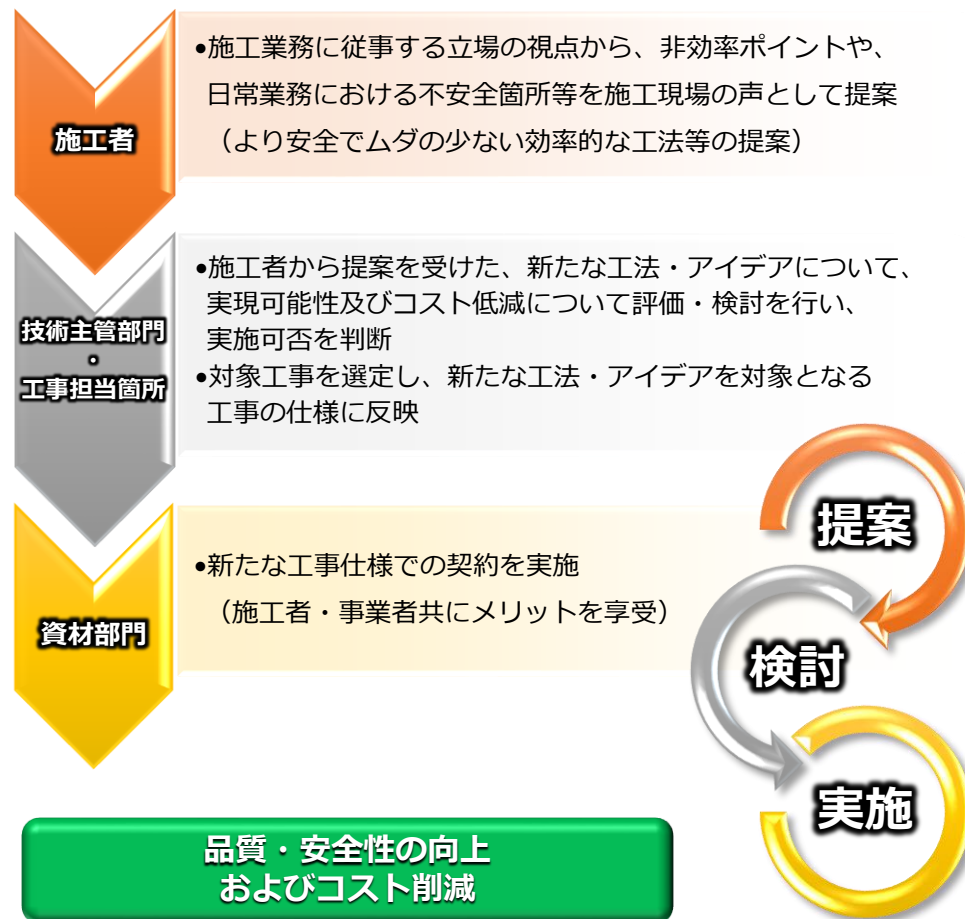 施工者
•施工業務に従事する立場の視点から、非効率ポイントや、
日常業務における不安全箇所等を施工現場の声として提案
（より安全でムダの少ない効率的な工法等の提案）
技術主管部門
・
工事担当箇所
•施工者から提案を受けた、新たな工法・アイデアについて、
実現可能性及びコスト低減について評価・検討を行い、
実施可否を判断
•対象工事を選定し、新たな工法・アイデアを対象となる
工事の仕様に反映
資材部門
•新たな工事仕様での契約を実施
（施工者・事業者共にメリットを享受）
提案
検討
実施
品質・安全性の向上
およびコスト削減